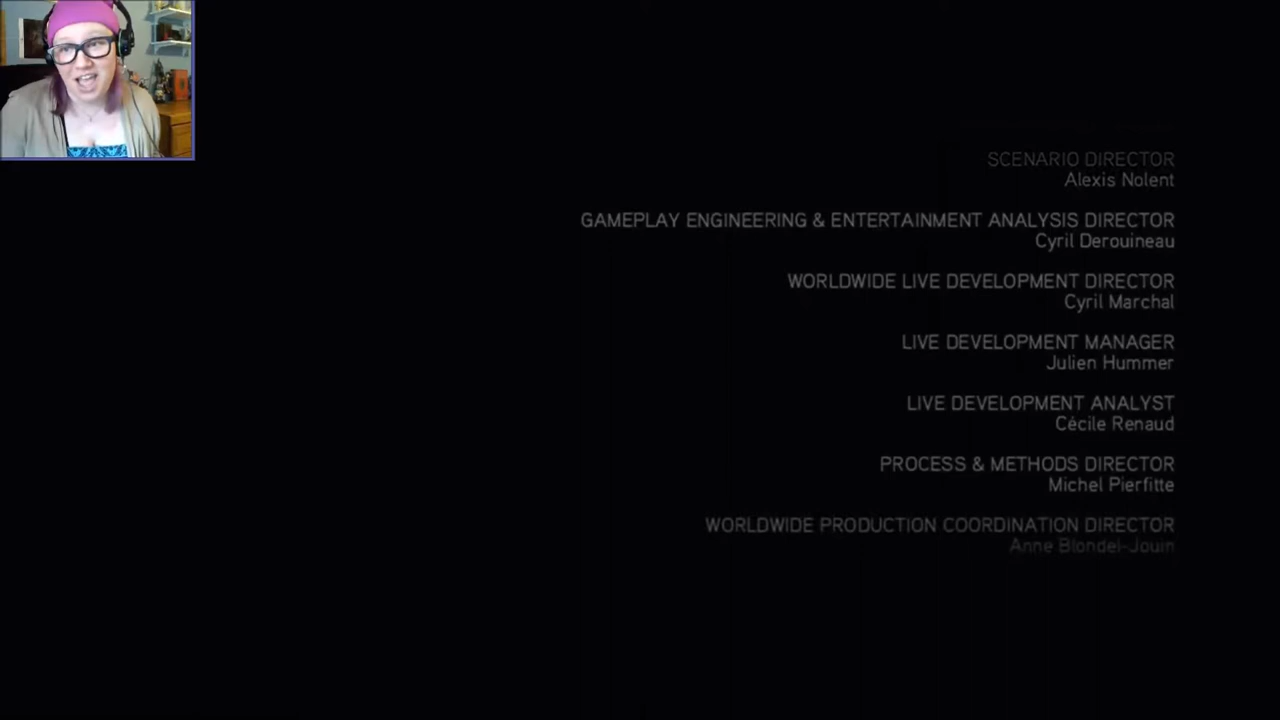 SCENARIO DIRECTOR
Alexis Nolent
GAMEPLAY ENGINEERING & ENTERTAINMENT ANALYSIS DIRECTOR
Cyril Derouineau
WORLDWIDE LIVE DEVELOPMENT DIRECTOR
Cyril Marchal
LIVE DEVELOPMENT MANAGER
Julien Hummer
LIVE DEVELOPMENT ANALYST
Cécile Renaud
PROCESS & METHODS DIRECTOR
Michel Pierfitte
WORLDWIDE PRODUCTION COORDINATION DIRECTOR
Anne Blondel-Jouin